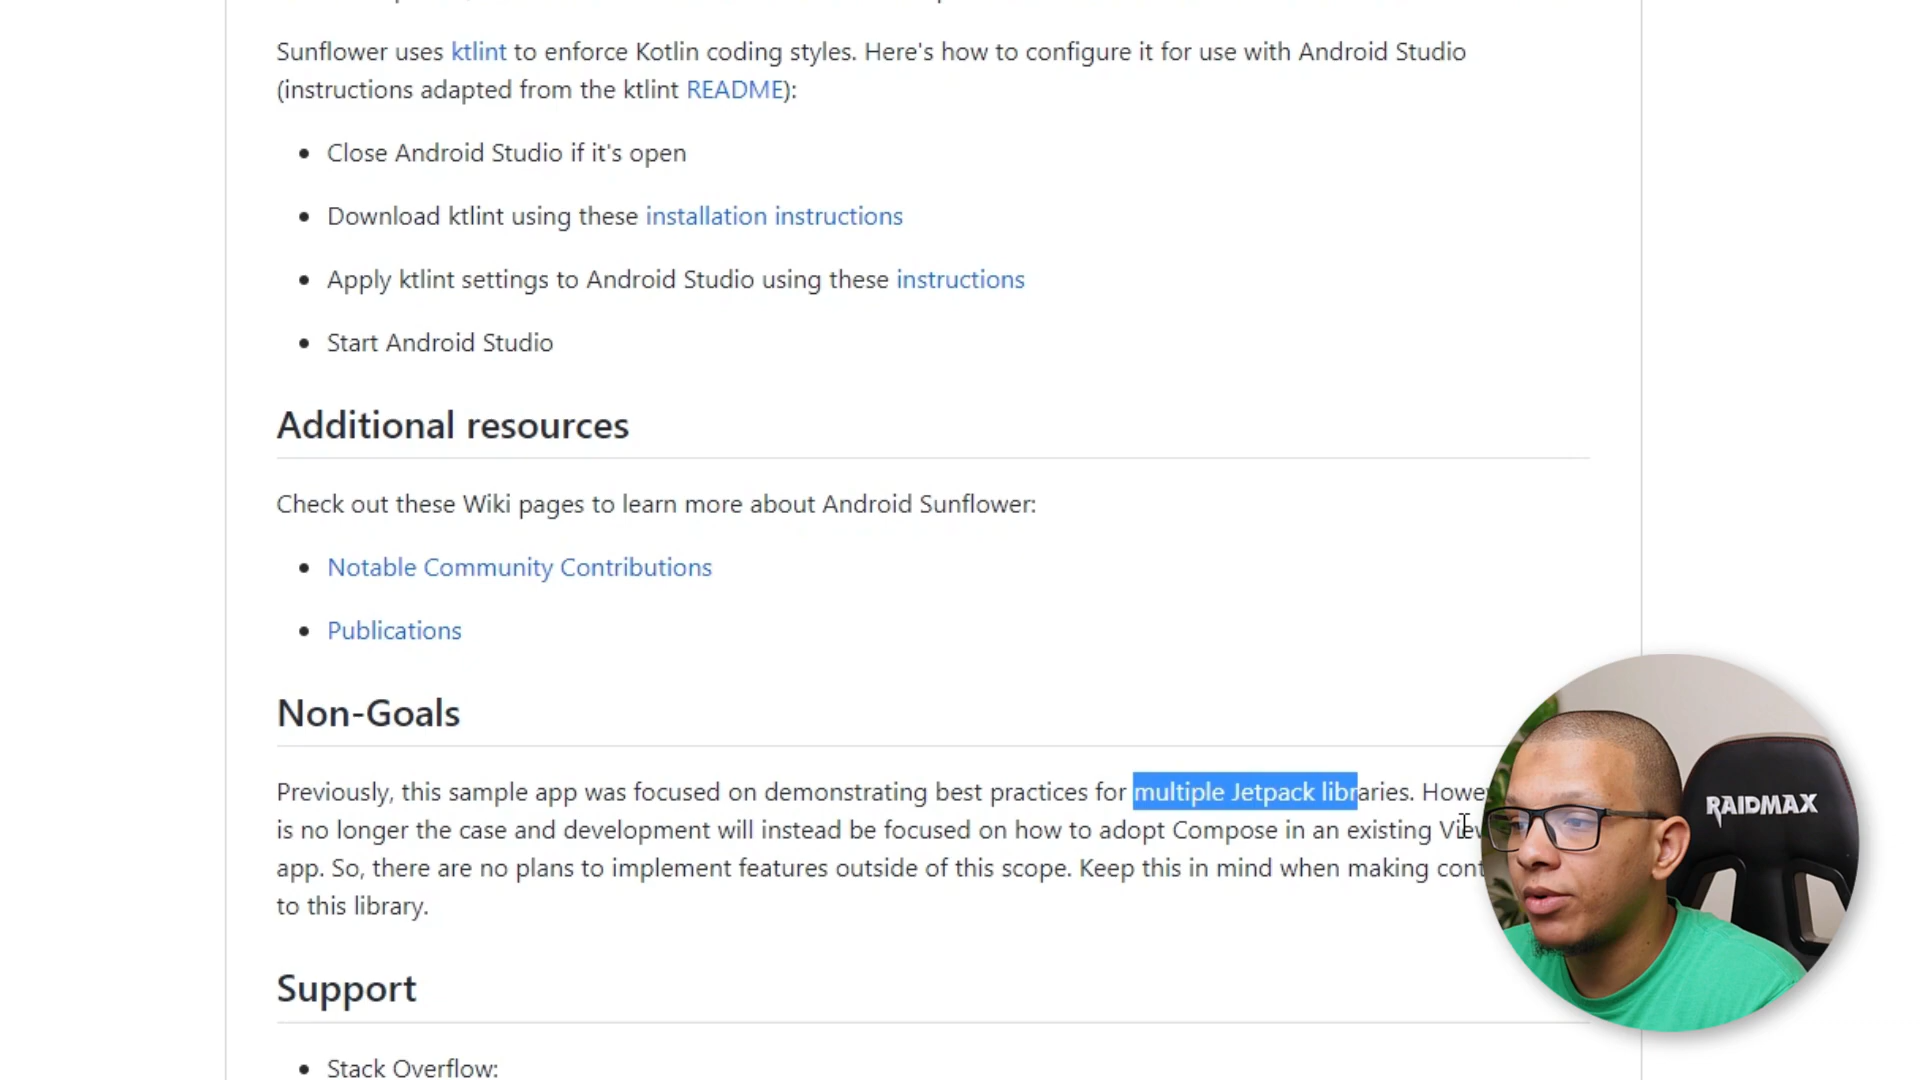 Sunflower uses ktlint to enforce Kotlin coding styles. Here's how to configure it for use with Android Studio
(instructions adapted from the ktlint README):
• Close Android Studio if it's open
• Download ktlint using these installation instructions
• Apply ktlint settings to Android Studio using these instructions
• Start Android Studio
Additional resources
Check out these Wiki pages to learn more about Android Sunflower:
• Notable Community Contributions
• Publications
Non-Goals
Previously, this sample app was focused on demonstrating best practices for multiple Jetpack libraries.
is no longer the case and development will instead be focused on how to adopt Compose in an existing
app. So, there are no plans to implement features outside of this scope. Keep this in mind when making
to this library.
RAIDMAX
Support
• Stack Overflow: